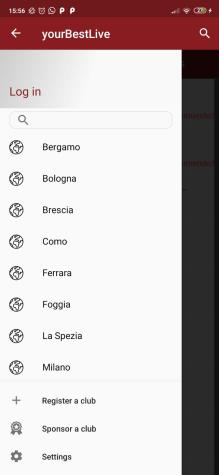 15:56
yourBestLive
Log in
Bergamo
Bologna
Brescia
Como
Ferrara
Foggia
La Spezia
Milano
Register a club
Sponsor a club
Settings